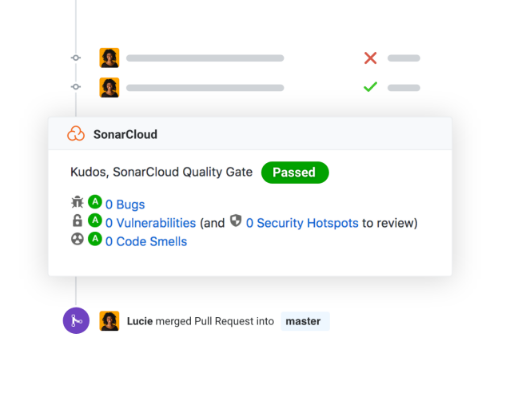 SonarCloud
Kudos, SonarCloud Quality Gate Passed
A 0 Bugs
A 0 Vulnerabilities (and 0 Security Hotspots to review)
A 0 Code Smells
Lucie merged Pull Request into master